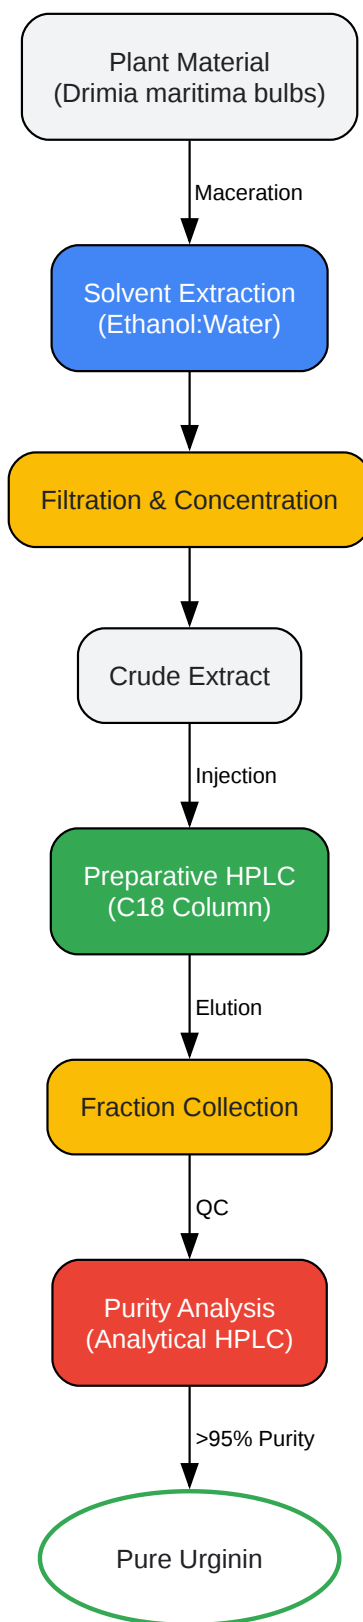 Plant Material
(Drimia maritima bulbs)
Maceration
Solvent Extraction
(Ethanol:Water)
Filtration & Concentration
Crude Extract
Injection
Preparative HPLC
(C18 Column)
Elution
Fraction Collection
QC
Purity Analysis
(Analytical HPLC)
>95% Purity
Pure Urginin